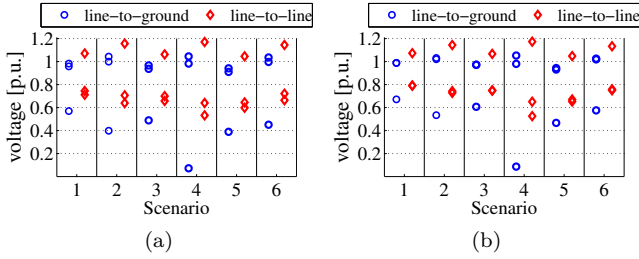 line−to−ground line−to−line
1.2
1
0.8
0.6
0.4
0.2
voltage [p.u.]
1 2 3 4 5 6
Scenario
(a)
line−to−ground line−to−line
1.2
1
0.8
0.6
0.4
0.2
voltage [p.u.]
1 2 3 4 5 6
Scenario
(b)